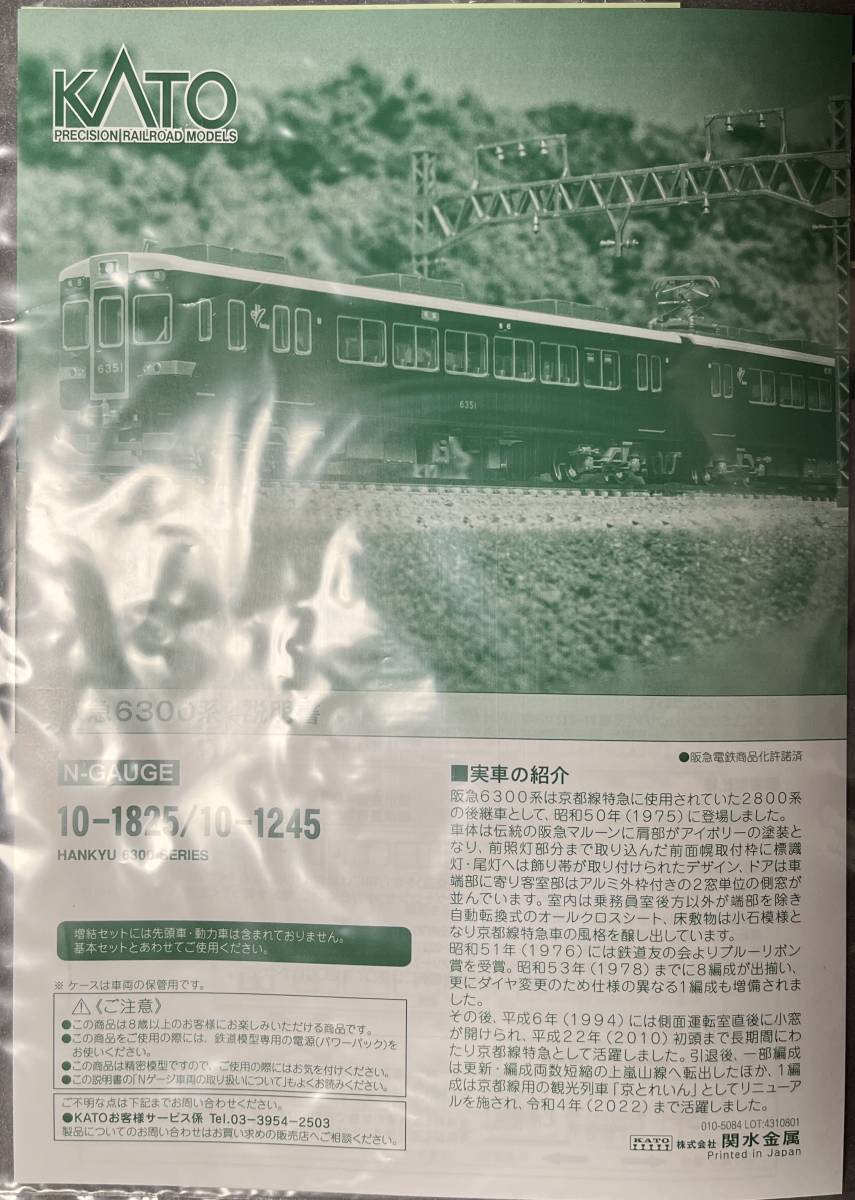 KATO
PRECISION RAILROAD MODELS
6351
6351
阪急6300系 説明書
N-GAUGE
10-1825/10-1245
HANKYU 6300 SERIES
増結セットには先頭車・動力車は含まれておりません。
基本セットとあわせてご使用ください。
※ ケースは車両の保管用です。
⚠《ご注意》
●この商品は8歳以上のお客様にお楽しみいただける商品です。
●この商品をご使用の際には、鉄道模型専用の電源(パワーパック)を
お使いください。
●この商品は精密模型ですので、ご使用の際にはお気を付けください。
●この説明書の「Nゲージ車両の取り扱いについて」もよくお読みください。
ご不明な点は下記までお問い合わせください。
●KATOお客様サービス係 Tel.03-3954-2503
製品についてのお問い合わせはお買い求めの販売店へご相談ください。
●阪急電鉄商品化許諾済
■実車の紹介
阪急6300系は京都線特急に使用されていた2800系
の後継車として、昭和50年（1975）に登場しました。
車体は伝統の阪急マルーンに肩部がアイボリーの塗装と
なり、前照灯部分まで取り込んだ前面幌取付枠に標識
灯・尾灯へは飾り帯が取り付けられたデザイン、ドアは車
端部に寄り客室部はアルミ外枠付きの2窓単位の側窓が
並んでいます。室内は乗務員室後方以外が端部を除き
自動転換式のオールクロスシート、床敷物は小石模様と
なり京都線特急車の風格を醸し出しています。
昭和51年（1976）には鉄道友の会よりブルーリボン
賞を受賞。昭和53年（1978）までに8編成が出揃い、
更にダイヤ変更のため仕様の異なる1編成も増備されま
した。
その後、平成6年（1994）には側面運転室直後に小窓
が開けられ、平成22年（2010）初頭まで長期間にわ
たり京都線特急として活躍しました。引退後、一部編成
は更新・編成両数短縮の上嵐山線へ転出したほか、1編
成は京都線用の観光列車「京とれいん」としてリニューア
ルを施され、令和4年（2022）まで活躍しました。
010-5084 LOT:4310801
KATO 株式会社 関水金属
Printed in Japan